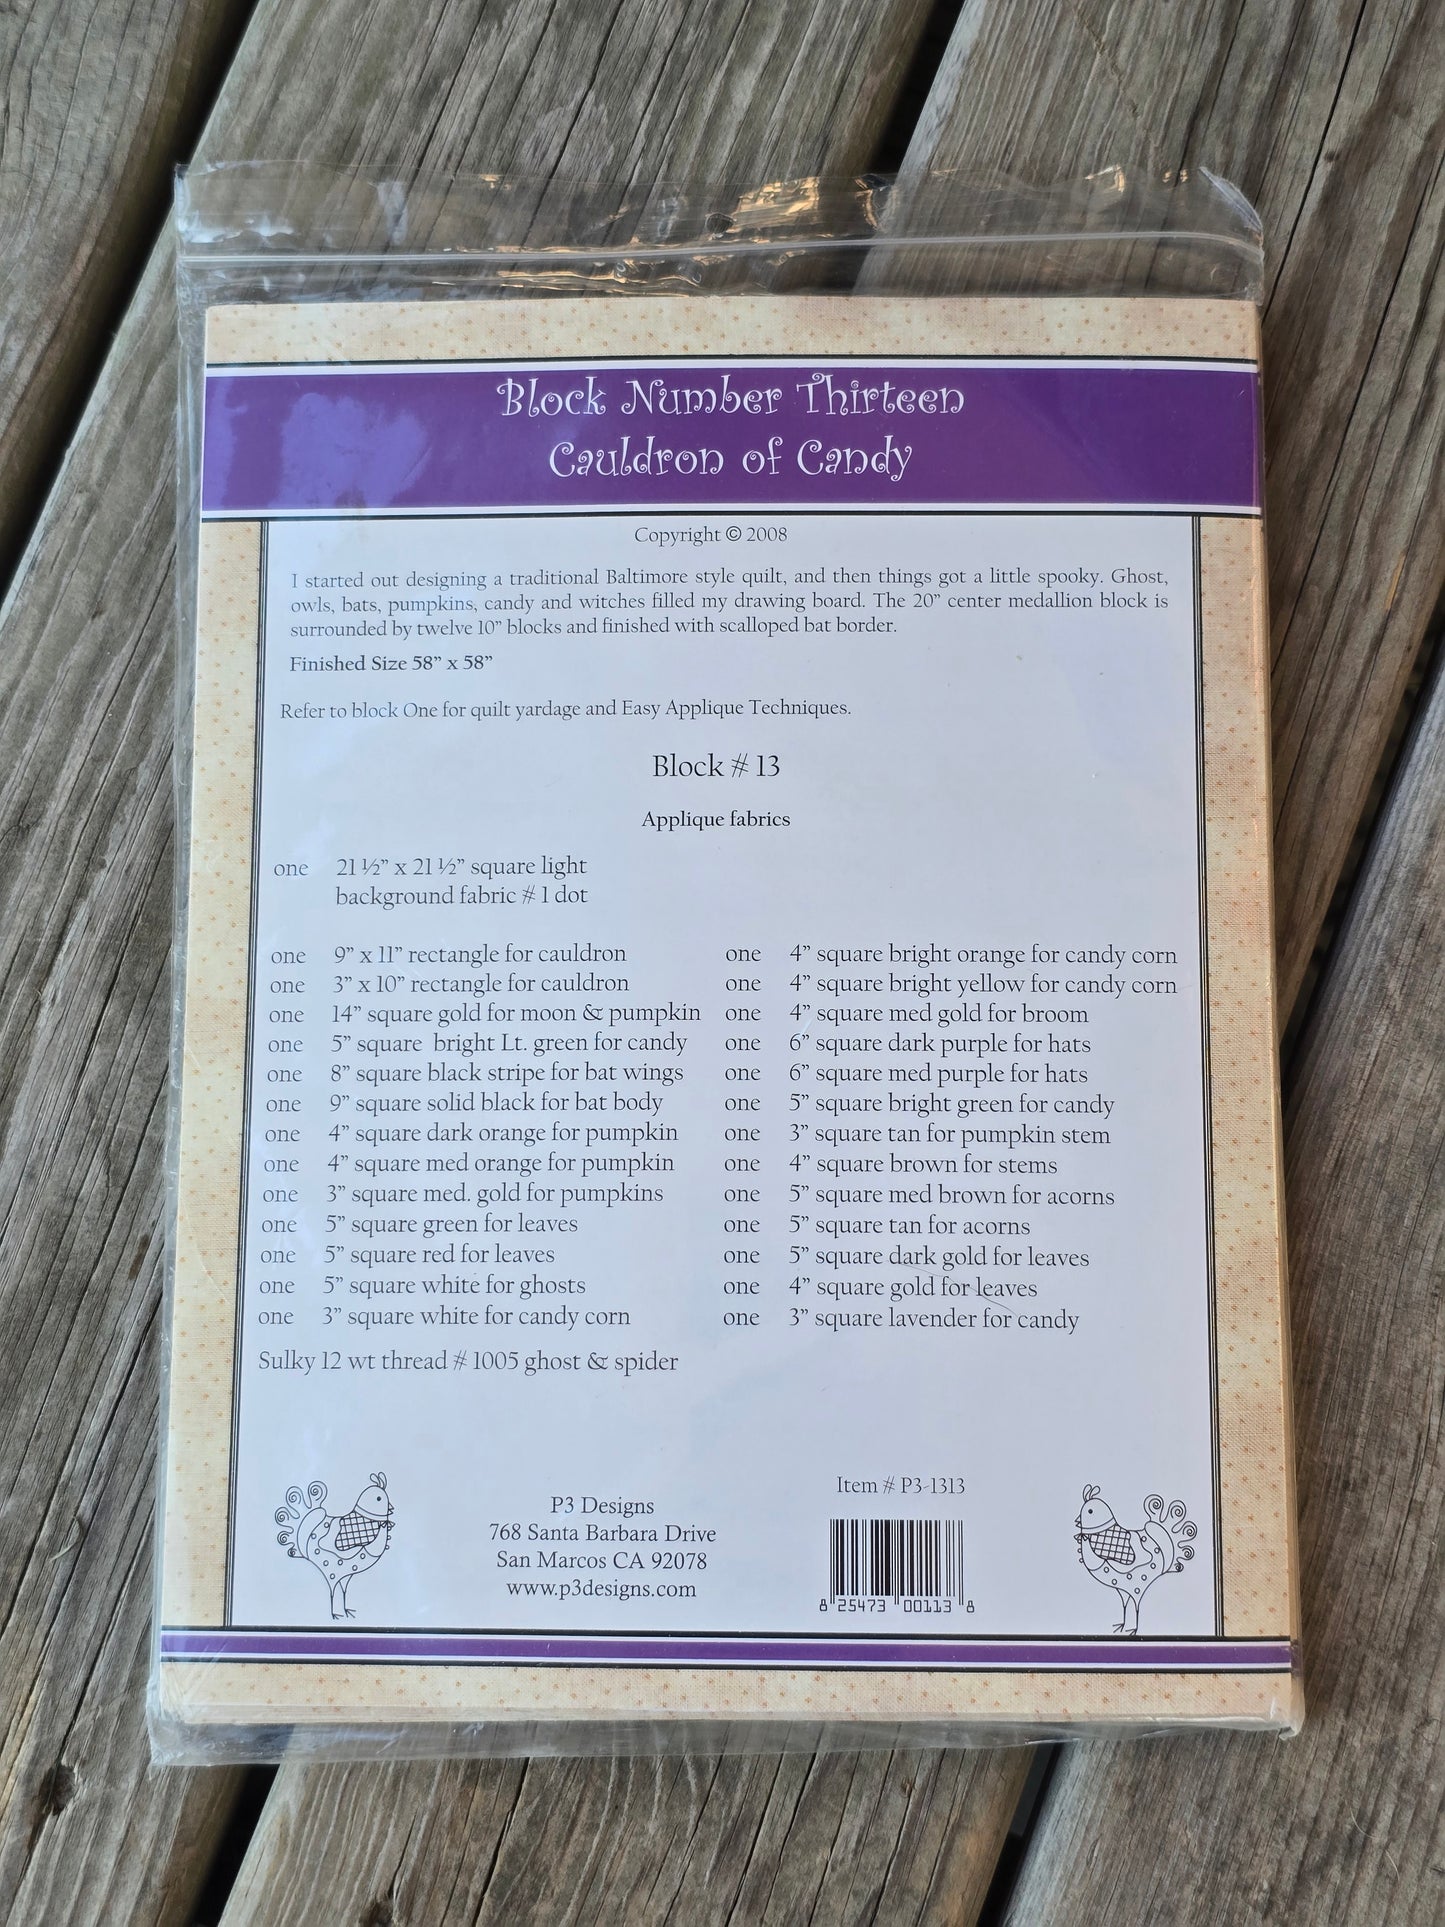 Block Number Thirteen
Cauldron of Candy
Copyright © 2008
I started out designing a traditional Baltimore style quilt, and then things got a little spooky. Ghost,
owls, bats, pumpkins, candy and witches filled my drawing board. The 20” center medallion block is
surrounded by twelve 10” blocks and finished with scalloped bat border.
Finished Size 58” x 58”
Refer to block One for quilt yardage and Easy Applique Techniques.
Block # 13
Applique fabrics
one 21 ½” x 21 ½” square light
background fabric # 1 dot
one 9” x 11” rectangle for cauldron
one 3” x 10” rectangle for cauldron
one 14” square gold for moon & pumpkin
one 5” square bright Lt. green for candy
one 8” square black stripe for bat wings
one 9” square solid black for bat body
one 4” square dark orange for pumpkin
one 4” square med orange for pumpkin
one 3” square med. gold for pumpkins
one 5” square green for leaves
one 5” square red for leaves
one 5” square white for ghosts
one 3” square white for candy corn
one 4” square bright orange for candy corn
one 4” square bright yellow for candy corn
one 4” square med gold for broom
one 6” square dark purple for hats
one 6” square med purple for hats
one 5” square bright green for candy
one 3” square tan for pumpkin stem
one 4” square brown for stems
one 5” square med brown for acorns
one 5” square tan for acorns
one 5” square dark gold for leaves
one 4” square gold for leaves
one 3” square lavender for candy
Sulky 12 wt thread # 1005 ghost & spider
P3 Designs
768 Santa Barbara Drive
San Marcos CA 92078
www.p3designs.com
Item # P3-1313
8 25473 00113 8